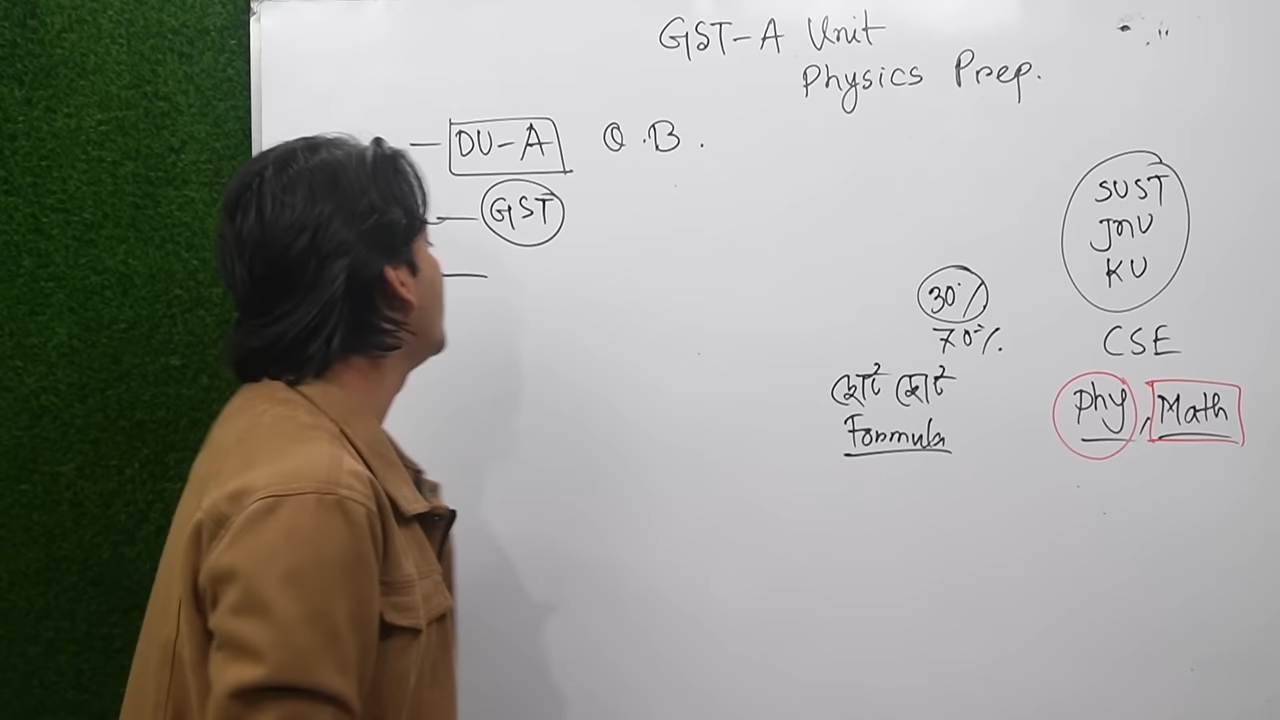 GST-A Unit
Physics Prep.
DU-A Q.B.
GST
SUST
JnU
KU
30%
70%
CSE
ছোট ছোট
Formula
Phy, Math